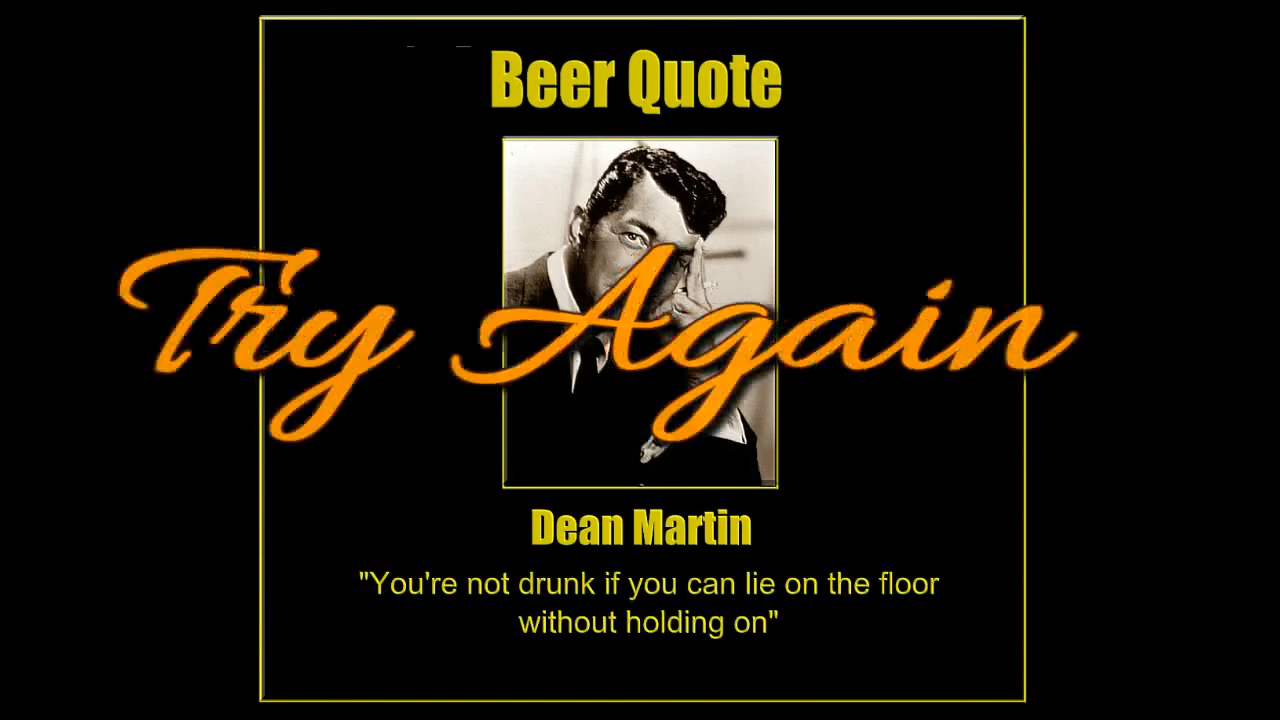 Beer Quote
Try Again
Dean Martin
"You're not drunk if you can lie on the floor
without holding on"